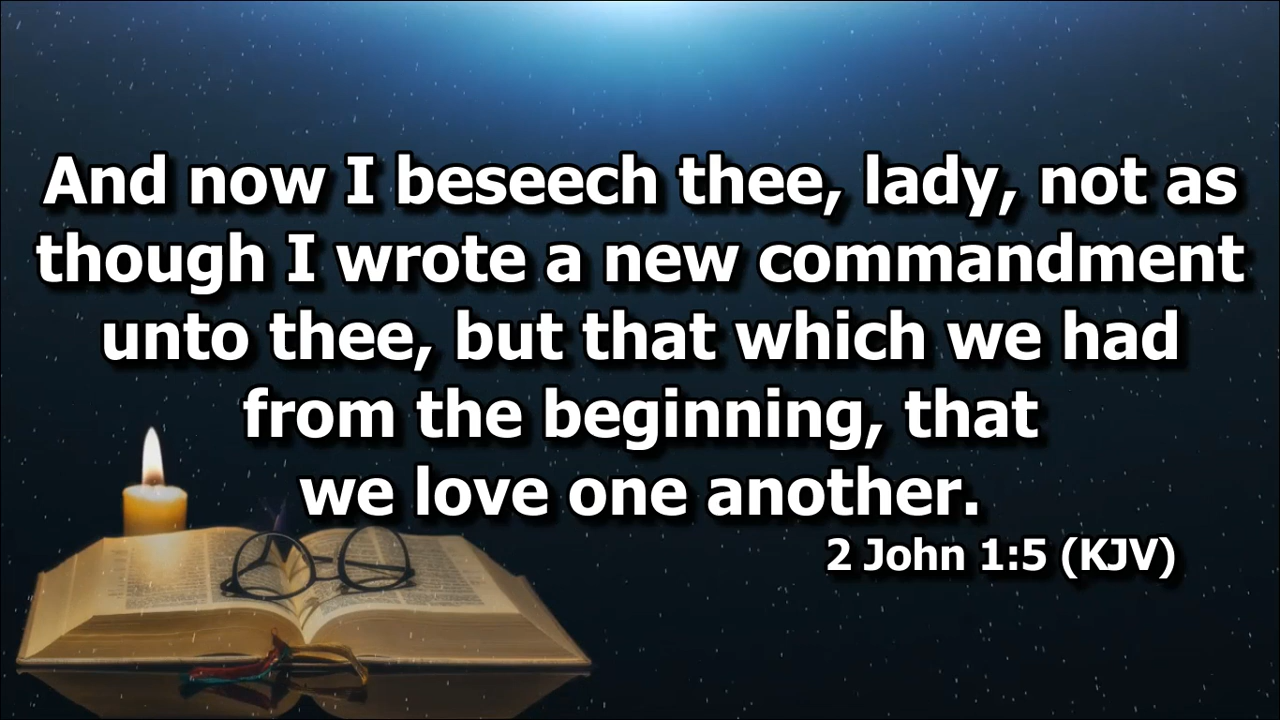 And now I beseech thee, lady, not as
though I wrote a new commandment
unto thee, but that which we had
from the beginning, that
we love one another.
2 John 1:5 (KJV)